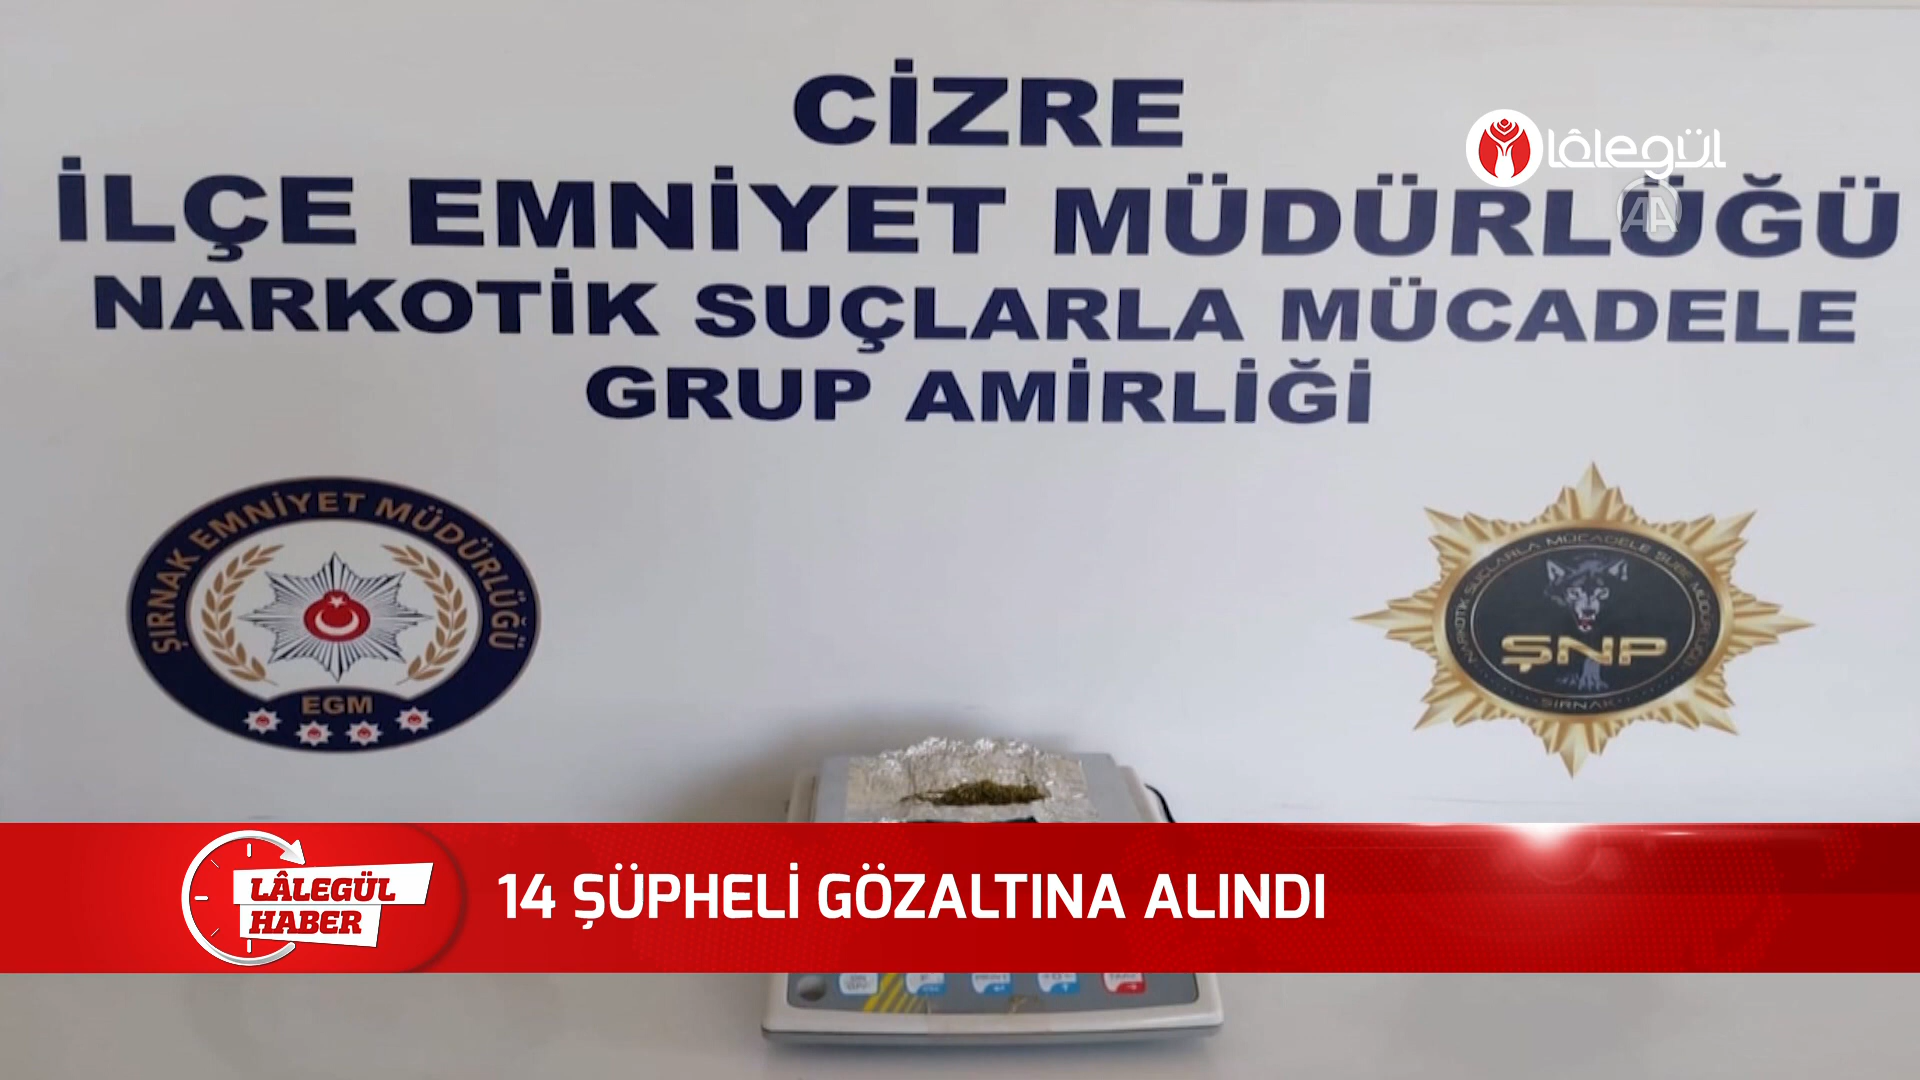 CİZRE
lâlegül
İLÇE EMNİYET MÜDÜRLÜĞÜ
AA
NARKOTİK SUÇLARLA MÜCADELE
GRUP AMİRLİĞİ
ŞIRNAK EMNİYET MÜDÜRLÜĞÜ
EGM
NARKOTİK SUÇLARLA MÜCADELE ŞUBE MÜDÜRLÜĞÜ
ŞNP
ŞIRNAK
LÂLEGÜL
HABER
14 ŞÜPHELİ GÖZALTINA ALINDI